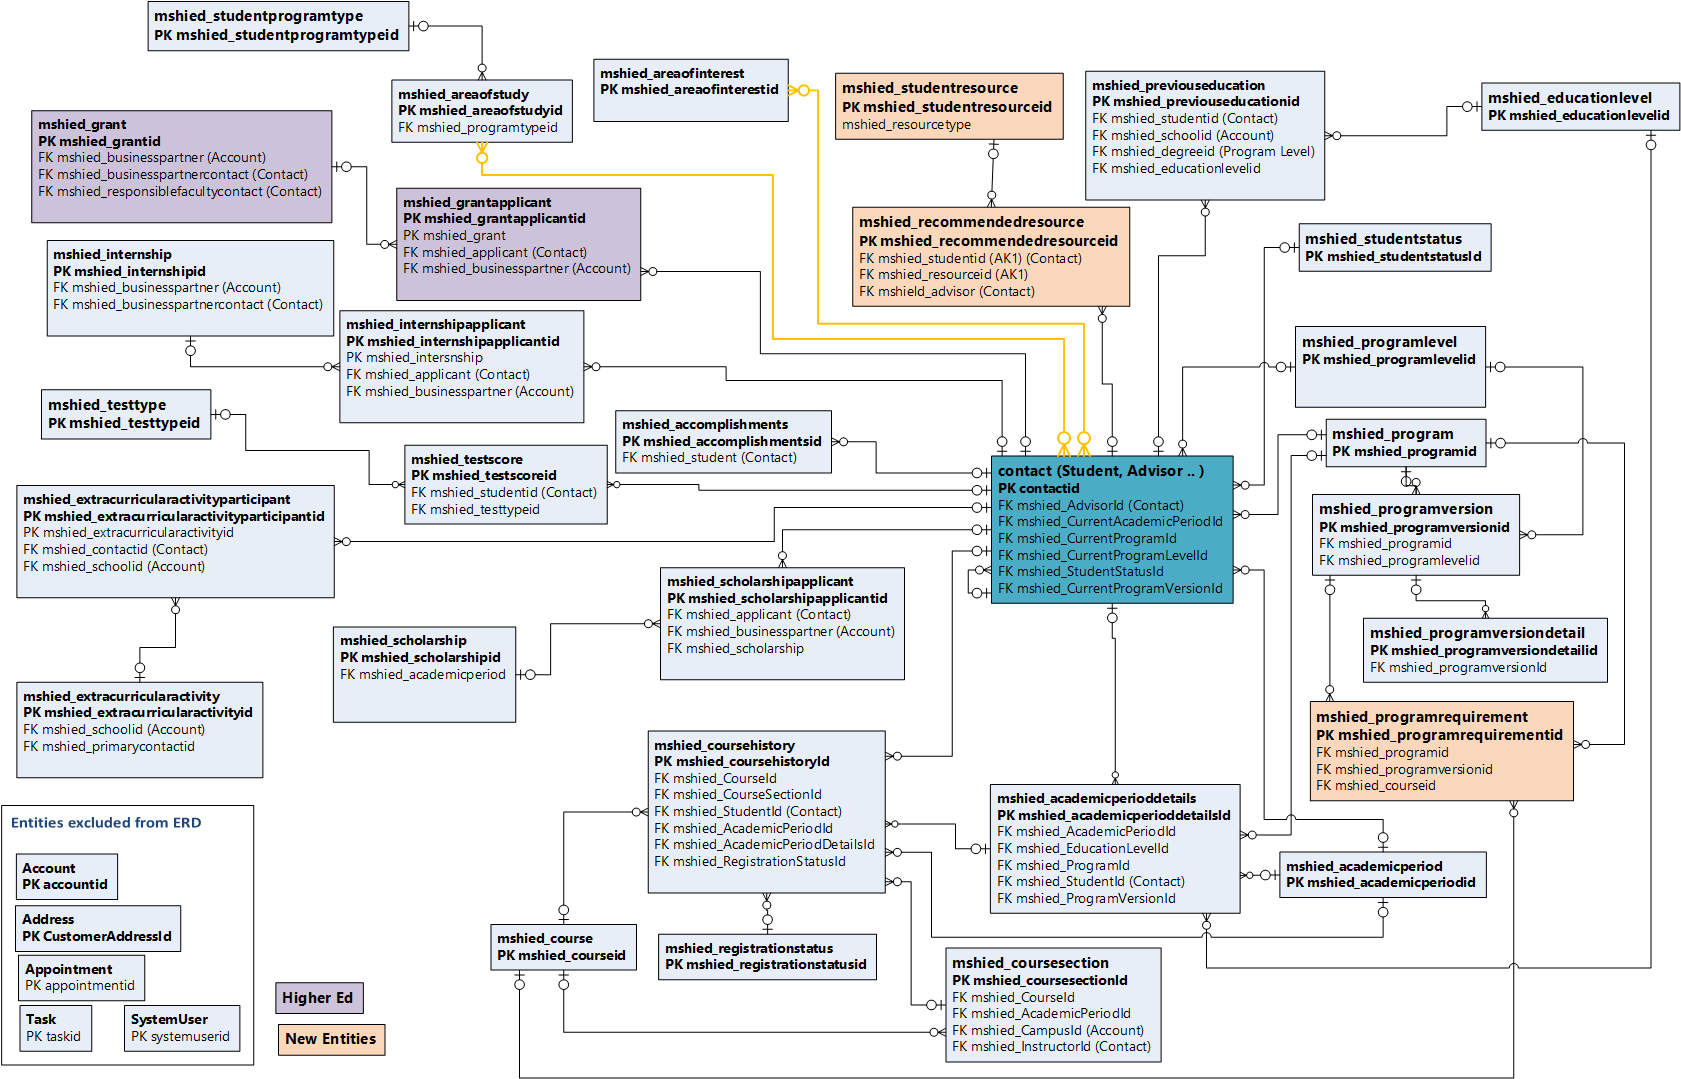 mshied_studentprogramtype
PK mshied_studentprogramtypeid
mshied_areaofstudy
PK mshied_areaofstudyid
FK mshied_programtypeid
mshied_areaofinterest
PK mshied_areaofinterestid
mshied_studentresource
PK mshied_studentresourceid
mshied_resourcetype
mshied_previouseducation
PK mshied_previouseducationid
FK mshied_studentid (Contact)
FK mshied_schoolid (Account)
FK mshied_degreeid (Program Level)
FK mshied_educationlevelid
mshied_educationlevel
PK mshied_educationlevelid
mshied_grant
PK mshied_grantid
FK mshied_businesspartner (Account)
FK mshied_businesspartnercontact (Contact)
FK mshied_responsiblefacultycontact (Contact)
mshied_grantapplicant
PK mshied_grantapplicantid
PK mshied_grant
FK mshied_applicant (Contact)
FK mshied_businesspartner (Account)
mshied_recommendedresource
PK mshied_recommendedresourceid
FK mshied_studentid (AK1) (Contact)
FK mshied_resourceid (AK1)
FK mshield_advisor (Contact)
mshied_studentstatus
PK mshied_studentstatusId
mshied_internship
PK mshied_internshipid
FK mshied_businesspartner (Account)
FK mshied_businesspartnercontact (Contact)
mshied_internshipapplicant
PK mshied_internshipapplicantid
PK mshied_intersnship
FK mshied_applicant (Contact)
FK mshied_businesspartner (Account)
mshied_programlevel
PK mshied_programlevelid
mshied_testtype
PK mshied_testtypeid
mshied_accomplishments
PK mshied_accomplishmentsid
FK mshied_student (Contact)
mshied_program
PK mshied_programid
mshied_testscore
PK mshied_testscoreid
FK mshied_studentid (Contact)
FK mshied_testtypeid
contact (Student, Advisor .. )
PK contactid
FK mshied_AdvisorId (Contact)
FK mshied_CurrentAcademicPeriodId
FK mshied_CurrentProgramId
FK mshied_CurrentProgramLevelId
FK mshied_StudentStatusId
FK mshied_CurrentProgramVersionId
mshied_extracurricularactivityparticipant
PK mshied_extracurricularactivityparticipantid
FK mshied_extracurricularactivityid
FK mshied_contactid (Contact)
FK mshied_schoolid (Account)
mshied_programversion
PK mshied_programversionid
FK mshied_programid
FK mshied_programlevelid
mshied_scholarshipapplicant
PK mshied_scholarshipapplicantid
FK mshied_applicant (Contact)
FK mshied_businesspartner (Account)
FK mshied_scholarship
mshied_scholarship
PK mshied_scholarshipid
FK mshied_academicperiod
mshied_programversiondetail
PK mshied_programversiondetailid
FK mshied_programversionId
mshied_extracurricularactivity
PK mshied_extracurricularactivityid
FK mshied_schoolid (Account)
FK mshied_primarycontactid
mshied_programrequirement
PK mshied_programrequirementid
FK mshied_programid
FK mshied_programversionid
FK mshied_courseid
mshied_coursehistory
PK mshied_coursehistoryId
FK mshied_CourseId
FK mshied_CourseSectionId
FK mshied_StudentId (Contact)
FK mshied_AcademicPeriodId
FK mshied_AcademicPeriodDetailsId
FK mshied_RegistrationStatusId
mshied_academicperioddetails
PK mshied_academicperioddetailsId
FK mshied_AcademicPeriodId
FK mshied_EducationLevelId
FK mshied_ProgramId
FK mshied_StudentId (Contact)
FK mshied_ProgramVersionId
mshied_academicperiod
PK mshied_academicperiodid
mshied_course
PK mshied_courseid
mshied_registrationstatus
PK mshied_registrationstatusid
mshied_coursesection
PK mshied_coursesectionId
FK mshied_CourseId
FK mshied_AcademicPeriodId
FK mshied_CampusId (Account)
FK mshied_InstructorId (Contact)
Entities excluded from ERD
Account
PK accountid
Address
PK CustomerAddressId
Appointment
PK appointmentid
Task
PK taskid
SystemUser
PK systemuserid
Higher Ed
New Entities